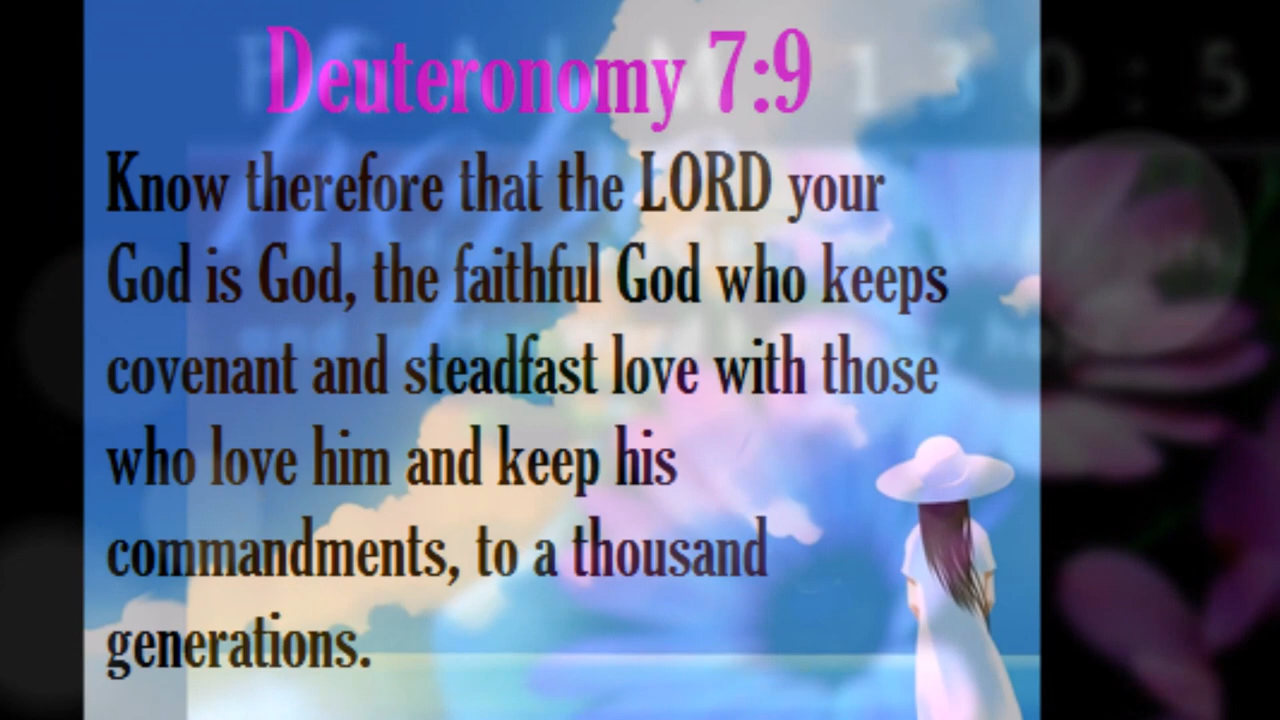 Deuteronomy 7:9
Know therefore that the LORD your
God is God, the faithful God who keeps
covenant and steadfast love with those
who love him and keep his
commandments, to a thousand
generations.